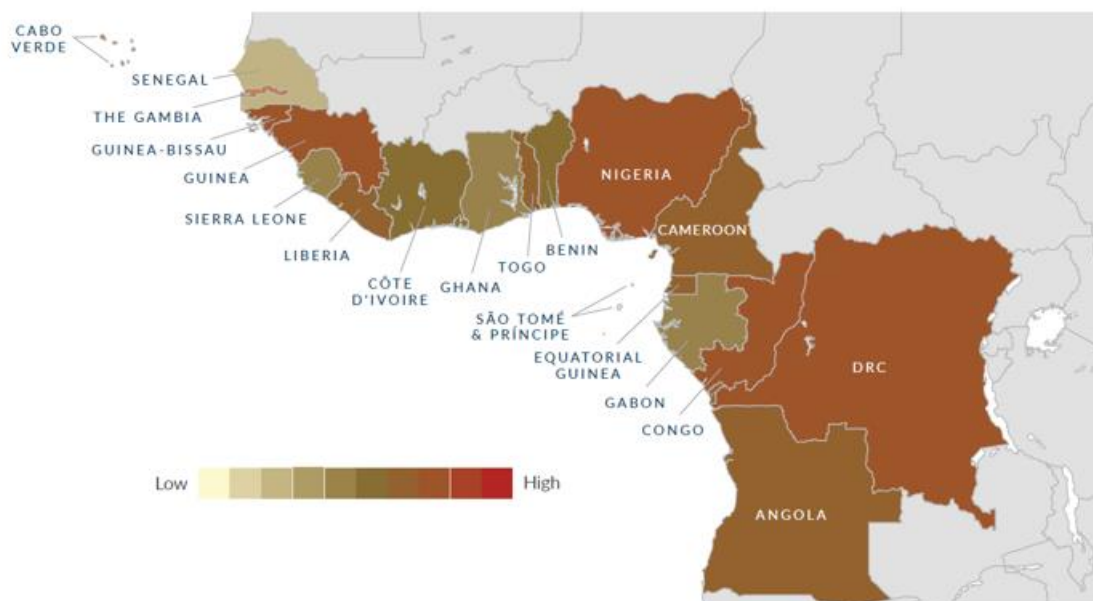 CABO
VERDE
SENEGAL
THE GAMBIA
GUINEA-BISSAU
GUINEA
SIERRA LEONE
LIBERIA
CÔTE
D'IVOIRE
GHANA
TOGO
BENIN
NIGERIA
CAMEROON
SÃO TOMÉ
& PRÍNCIPE
EQUATORIAL
GUINEA
GABON
CONGO
DRC
ANGOLA
Low
High